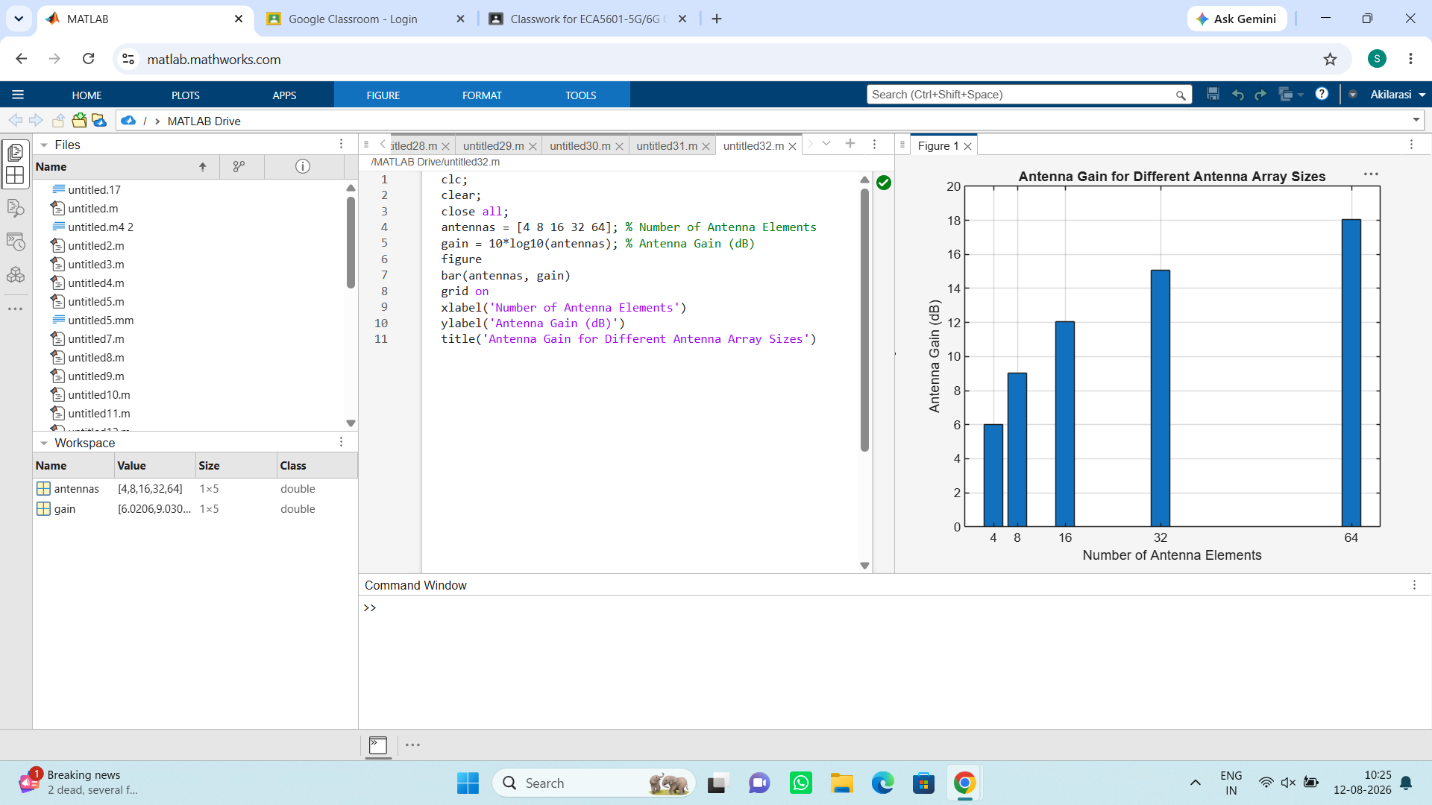 MATLAB
Google Classroom - Login
Classwork for ECA5601-5G/6G
Ask Gemini
matlab.mathworks.com
S
HOME
PLOTS
APPS
FIGURE
FORMAT
TOOLS
Search (Ctrl+Shift+Space)
Akilarasi
/ › MATLAB Drive
Files
Name
untitled.17
untitled.m
untitled.m4 2
untitled2.m
untitled3.m
untitled4.m
untitled5.m
untitled5.mm
untitled7.m
untitled8.m
untitled9.m
untitled10.m
untitled11.m
Workspace
Name Value Size Class
antennas [4,8,16,32,64] 1×5 double
gain [6.0206,9.030... 1×5 double
itled28.m
untitled29.m
untitled30.m
untitled31.m
untitled32.m
/MATLAB Drive/untitled32.m
1 clc;
2 clear;
3 close all;
4 antennas = [4 8 16 32 64]; % Number of Antenna Elements
5 gain = 10*log10(antennas); % Antenna Gain (dB)
6 figure
7 bar(antennas, gain)
8 grid on
9 xlabel('Number of Antenna Elements')
10 ylabel('Antenna Gain (dB)')
11 title('Antenna Gain for Different Antenna Array Sizes')
Figure 1
Antenna Gain for Different Antenna Array Sizes
20
18
16
14
12
10
8
6
4
2
0
Antenna Gain (dB)
4 8 16 32 64
Number of Antenna Elements
Command Window
>>
1
Breaking news
2 dead, several f...
Search
ENG
IN
10:25
12-08-2026